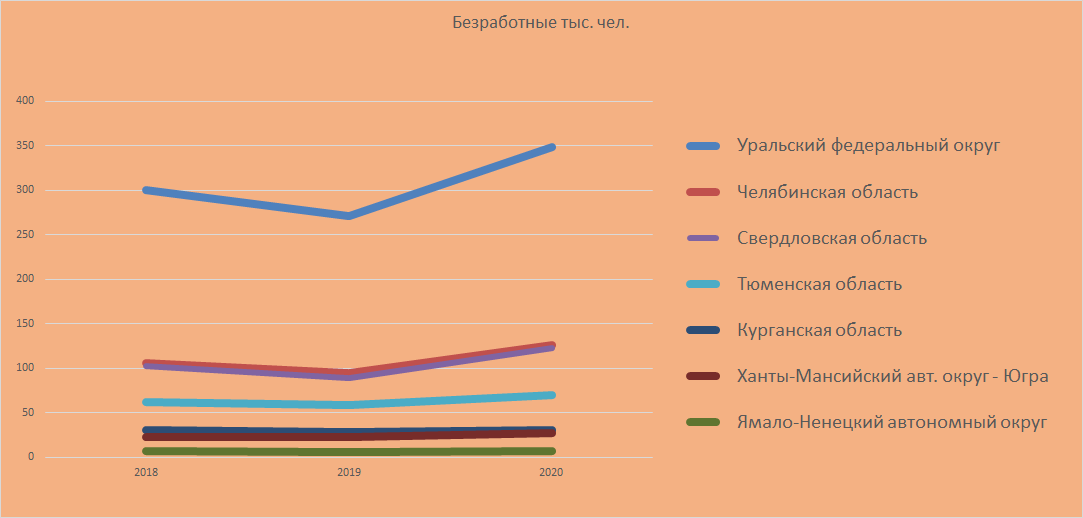 Безработные тыс. чел.
400
350
300
250
200
150
100
50
0
2018 2019 2020
Уральский федеральный округ
Челябинская область
Свердловская область
Тюменская область
Курганская область
Ханты-Мансийский авт. округ - Югра
Ямало-Ненецкий автономный округ